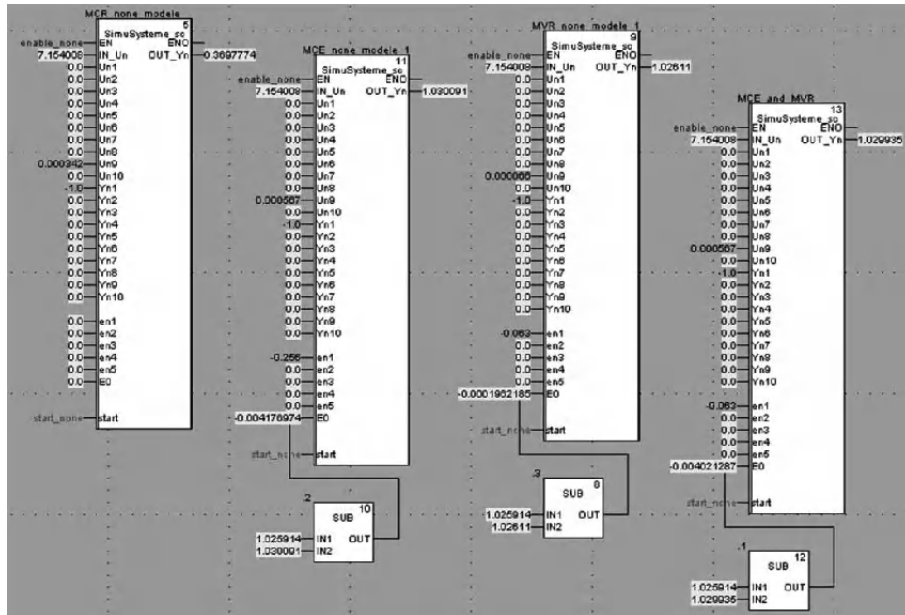 MCR none modele
5
SimuSysteme_sc
enable_none EN ENO
7.154008 IN_Un OUT_Yn 0.3697774
0.0 Un1
0.0 Un2
0.0 Un3
0.0 Un4
0.0 Un5
0.0 Un6
0.0 Un7
0.0 Un8
0.000342 Un9
0.0 Un10
-1.0 Yn1
0.0 Yn2
0.0 Yn3
0.0 Yn4
0.0 Yn5
0.0 Yn6
0.0 Yn7
0.0 Yn8
0.0 Yn9
0.0 Yn10
0.0 en1
0.0 en2
0.0 en3
0.0 en4
0.0 en5
0.0 E0
start_none start
MCE none modele 1
11
SimuSysteme_sc
enable_none EN ENO
7.154008 IN_Un OUT_Yn 1.030091
0.0 Un1
0.0 Un2
0.0 Un3
0.0 Un4
0.0 Un5
0.0 Un6
0.0 Un7
0.0 Un8
0.000567 Un9
0.0 Un10
-1.0 Yn1
0.0 Yn2
0.0 Yn3
0.0 Yn4
0.0 Yn5
0.0 Yn6
0.0 Yn7
0.0 Yn8
0.0 Yn9
0.0 Yn10
-0.256 en1
0.0 en2
0.0 en3
0.0 en4
0.0 en5
-0.004176974 E0
start_none start
.2
10
SUB
1.025914 IN1 OUT
1.030091 IN2
MVR none modele 1
9
SimuSysteme_sc
enable_none EN ENO
7.154008 IN_Un OUT_Yn 1.02611
0.0 Un1
0.0 Un2
0.0 Un3
0.0 Un4
0.0 Un5
0.0 Un6
0.0 Un7
0.0 Un8
Un9
0.0 Un10
-1.0 Yn1
0.0 Yn2
0.0 Yn3
0.0 Yn4
0.0 Yn5
0.0 Yn6
0.0 Yn7
0.0 Yn8
0.0 Yn9
0.0 Yn10
-0.063 en1
0.0 en2
0.0 en3
0.0 en4
0.0 en5
-0.0001962185 E0
start_none start
.3
8
SUB
1.025914 IN1 OUT
1.02611 IN2
MCE and MVR
13
SimuSysteme_sc
enable_none EN ENO
7.154008 IN_Un OUT_Yn 1.029935
0.0 Un1
0.0 Un2
0.0 Un3
0.0 Un4
0.0 Un5
0.0 Un6
0.0 Un7
0.0 Un8
0.000567 Un9
0.0 Un10
-1.0 Yn1
0.0 Yn2
0.0 Yn3
0.0 Yn4
0.0 Yn5
0.0 Yn6
0.0 Yn7
0.0 Yn8
0.0 Yn9
0.0 Yn10
-0.063 en1
0.0 en2
0.0 en3
0.0 en4
0.0 en5
-0.004021287 E0
start_none start
.1
12
SUB
1.025914 IN1 OUT
1.029935 IN2